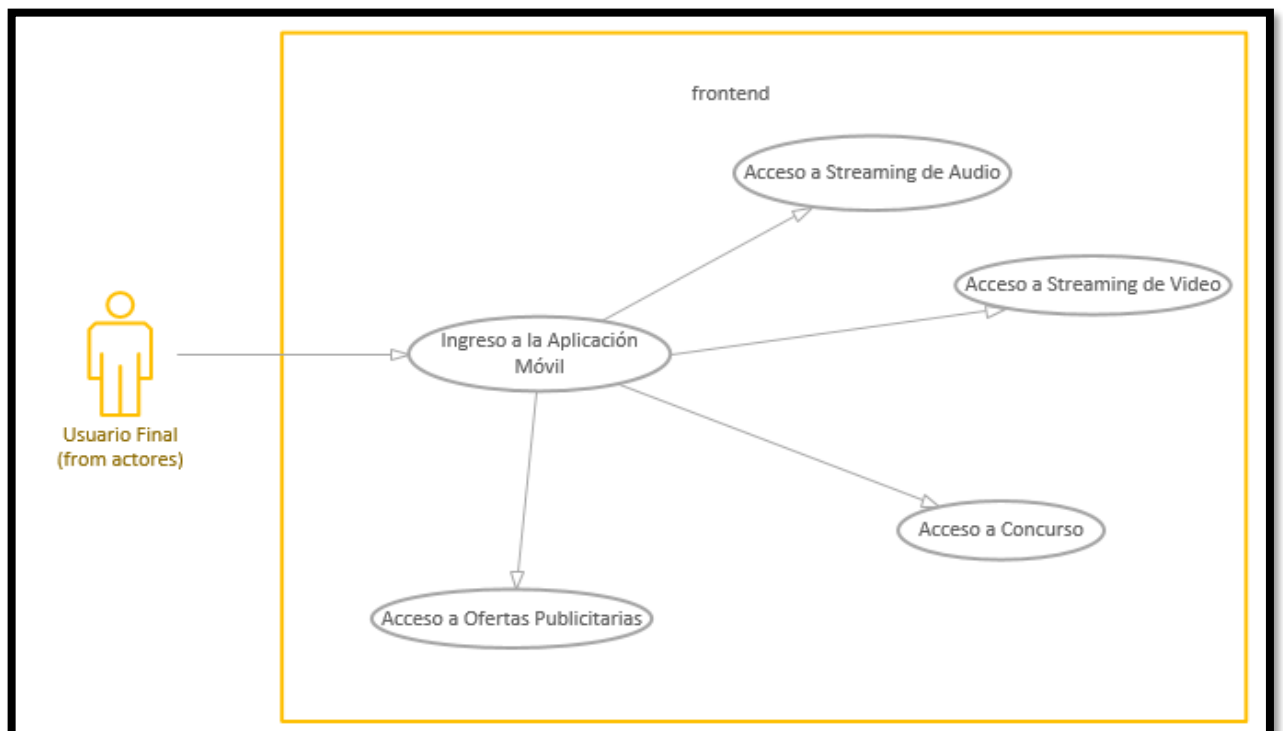 frontend
Acceso a Streaming de Audio
Acceso a Streaming de Video
Ingreso a la Aplicación
Móvil
Usuario Final
(from actores)
Acceso a Concurso
Acceso a Ofertas Publicitarias